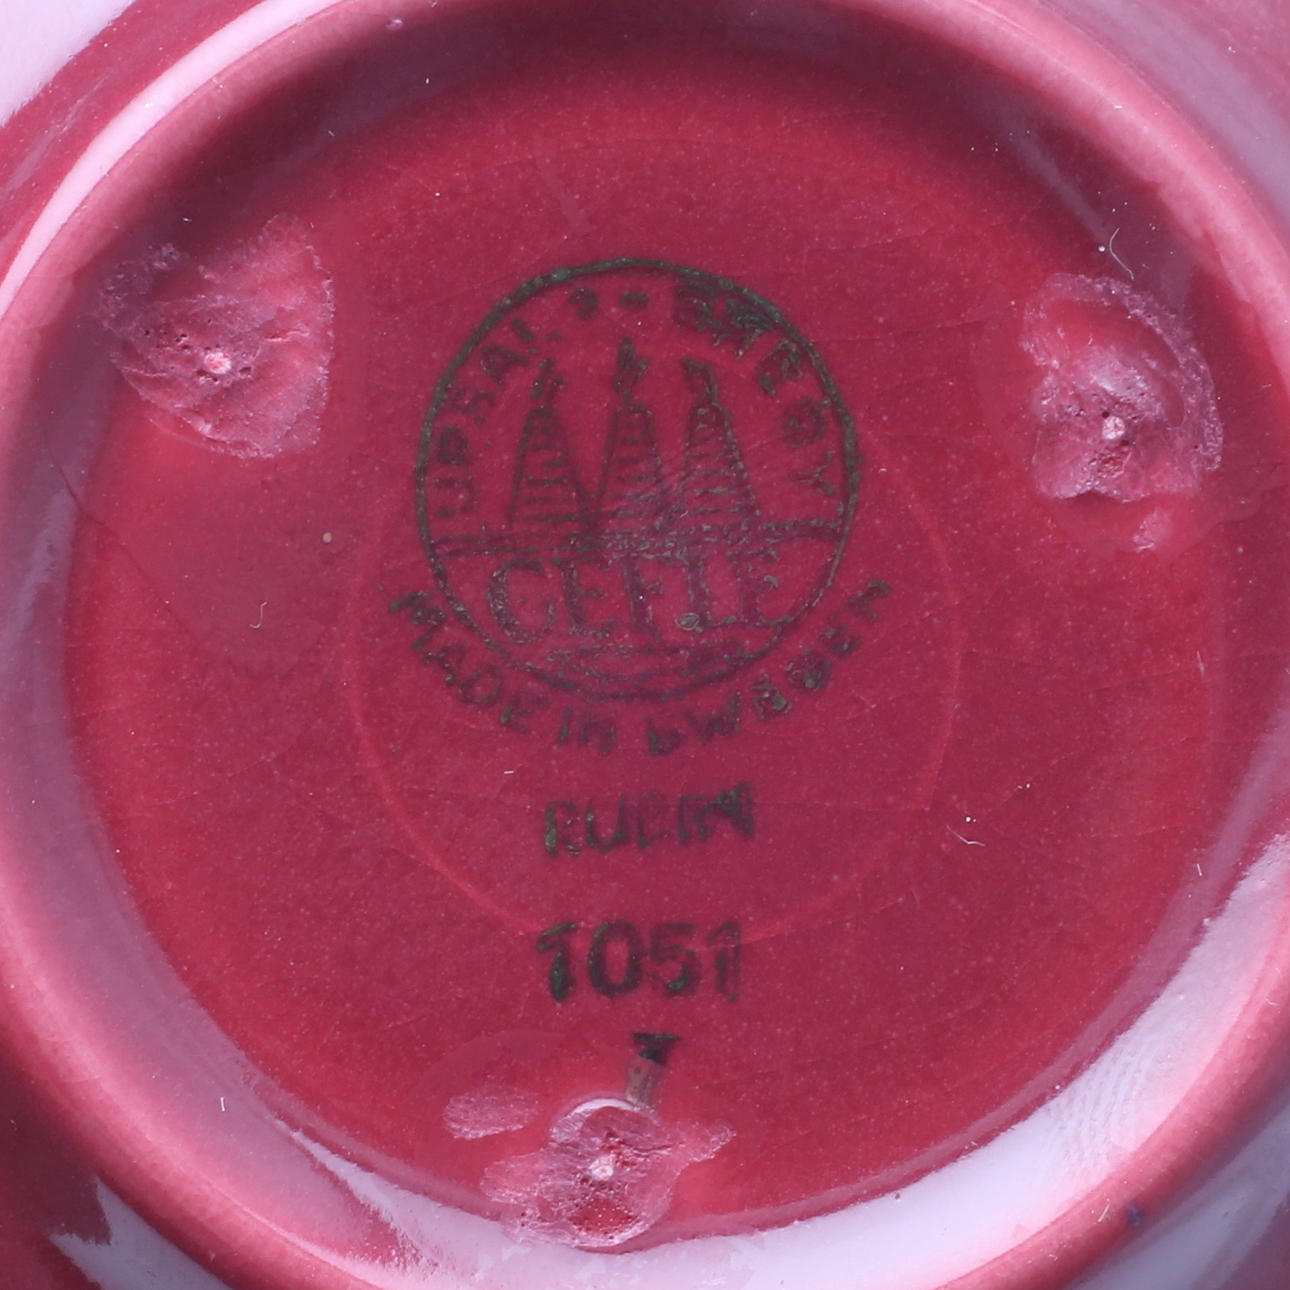 UPSALA-EKEBY
GEFLE
MADE IN SWEDEN
RUBIN
1051